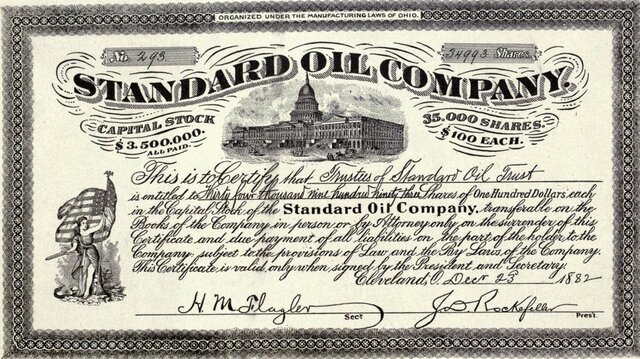 ORGANIZED UNDER THE MANUFACTURING LAWS OF OHIO.
No. 293
34993 Shares
STANDARD OIL COMPANY.
CAPITAL STOCK
$3.500.000.
ALL PAID.
35.000 SHARES.
$100 EACH.
This is to Certify that Trustees of Standard Oil Trust
is entitled to Thirty four thousand nine hundred ninety three Shares of One Hundred Dollars each
in the Capital Stock of the Standard Oil Company, transferable on the
Books of the Company in person or by Attorney only on the surrender of this
Certificate and due payment of all liabilities on the part of the holder to the
Company, subject to the provisions of Law and the By Laws of the Company.
This Certificate is valid only when signed by the President and Secretary.
Cleveland, O. Decr 23 1882
H. M. Flagler Sect J. D. Rockefeller Prest.